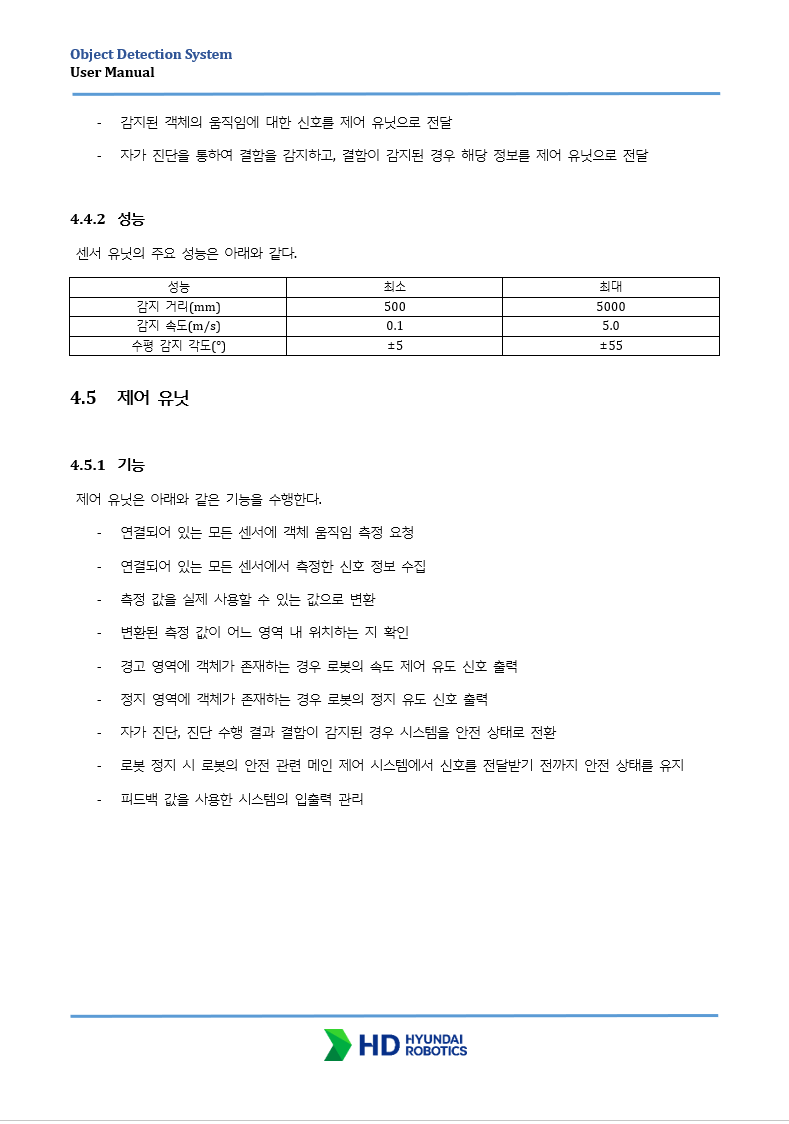 Object Detection System
User Manual
- 감지된 객체의 움직임에 대한 신호를 제어 유닛으로 전달
- 자가 진단을 통하여 결함을 감지하고, 결함이 감지된 경우 해당 정보를 제어 유닛으로 전달
4.4.2 성능
센서 유닛의 주요 성능은 아래와 같다.
성능 최소 최대
감지 거리(mm) 500 5000
감지 속도(m/s) 0.1 5.0
수평 감지 각도(°) ±5 ±55
4.5 제어 유닛
4.5.1 기능
제어 유닛은 아래와 같은 기능을 수행한다.
- 연결되어 있는 모든 센서에 객체 움직임 측정 요청
- 연결되어 있는 모든 센서에서 측정한 신호 정보 수집
- 측정 값을 실제 사용할 수 있는 값으로 변환
- 변환된 측정 값이 어느 영역 내 위치하는 지 확인
- 경고 영역에 객체가 존재하는 경우 로봇의 속도 제어 유도 신호 출력
- 정지 영역에 객체가 존재하는 경우 로봇의 정지 유도 신호 출력
- 자가 진단, 진단 수행 결과 결함이 감지된 경우 시스템을 안전 상태로 전환
- 로봇 정지 시 로봇의 안전 관련 메인 제어 시스템에서 신호를 전달받기 전까지 안전 상태를 유지
- 피드백 값을 사용한 시스템의 입출력 관리
HD HYUNDAI
ROBOTICS